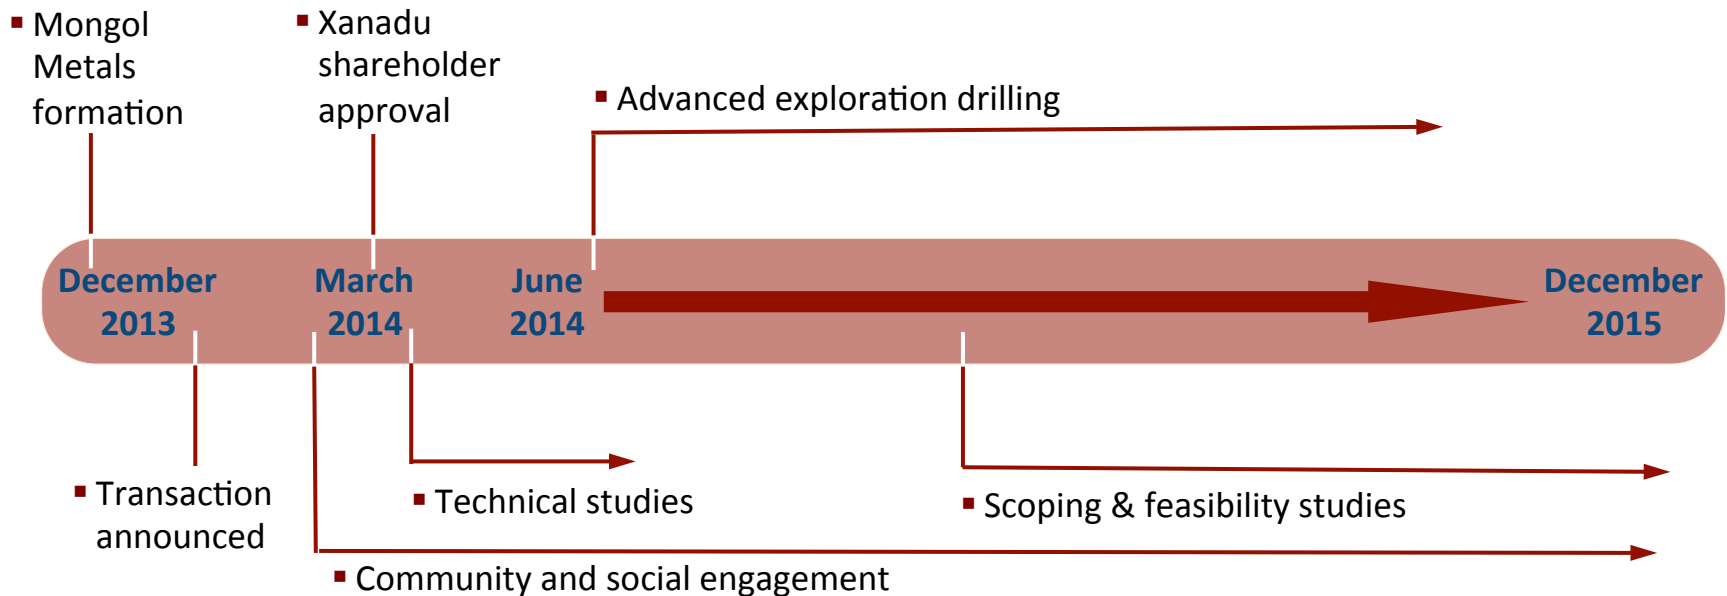 ▪ Mongol
Metals
formation
▪ Xanadu
shareholder
approval
▪ Advanced exploration drilling
December
2013
March
2014
June
2014
December
2015
▪ Transaction
announced
▪ Technical studies
▪ Scoping & feasibility studies
▪ Community and social engagement